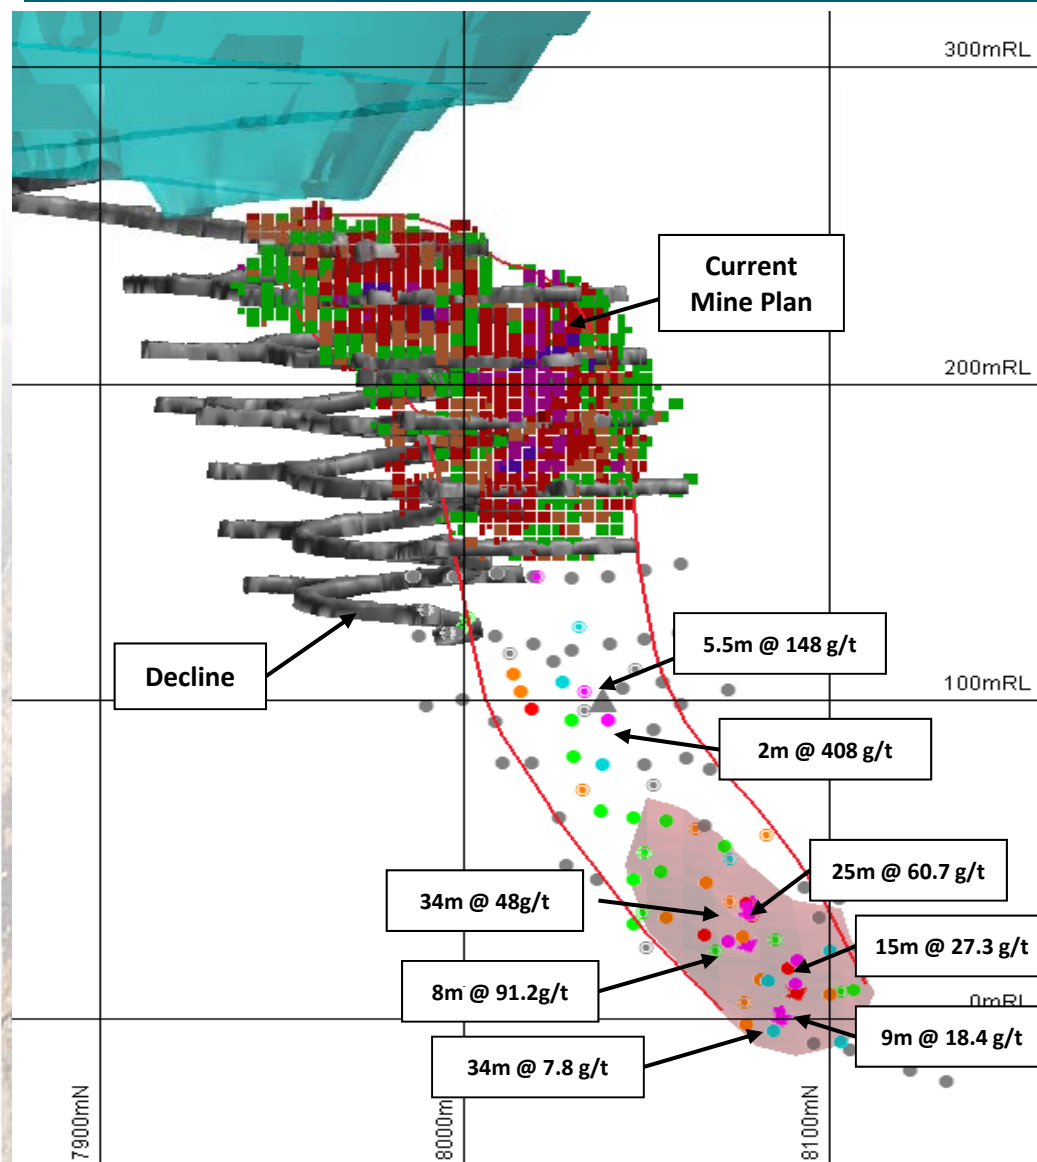 300mRL
Current
Mine Plan
200mRL
5.5m @ 148 g/t
Decline
100mRL
2m @ 408 g/t
25m @ 60.7 g/t
34m @ 48g/t
15m @ 27.3 g/t
8m @ 91.2g/t
0mRL
9m @ 18.4 g/t
34m @ 7.8 g/t
7900mN
8000mN
8100mN